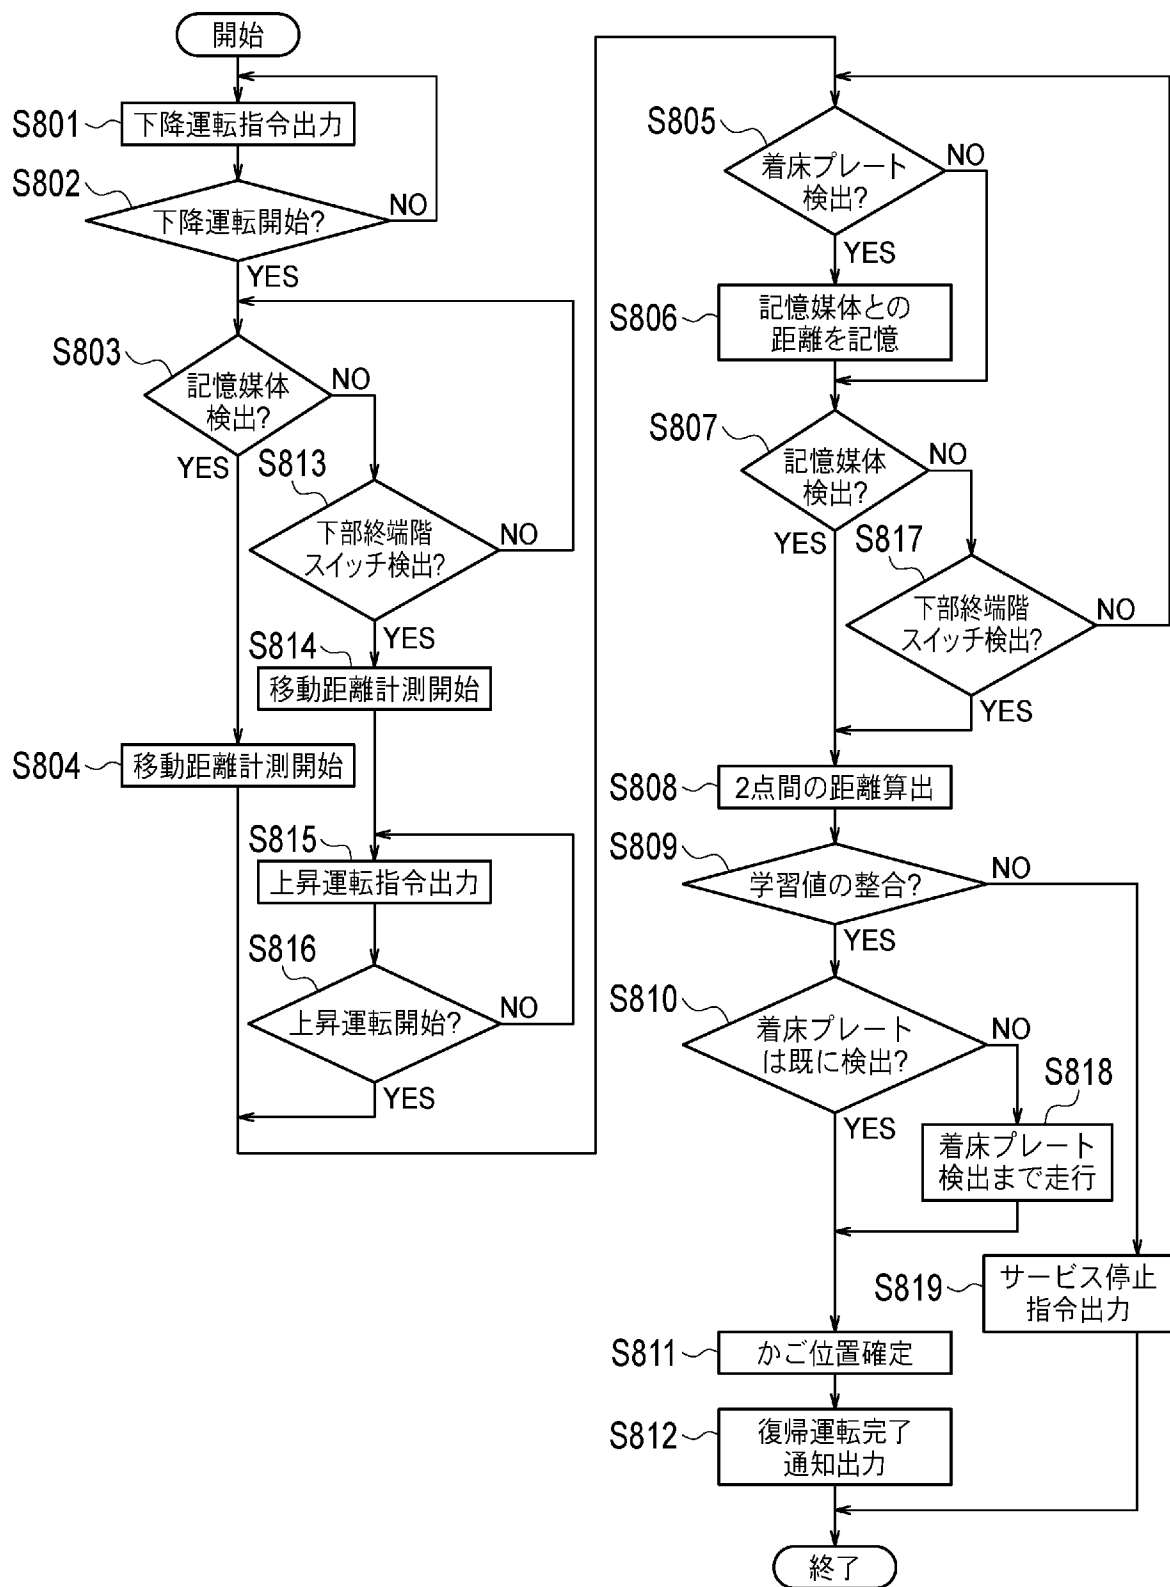 開始
S801
下降運転指令出力
S802
下降運転開始?
NO
YES
S803
記憶媒体
検出?
NO
YES
S813
下部終端階
スイッチ検出?
NO
YES
S814
移動距離計測開始
S804
移動距離計測開始
S815
上昇運転指令出力
S816
上昇運転開始?
NO
YES
S805
着床プレート
検出?
NO
YES
S806
記憶媒体との
距離を記憶
S807
記憶媒体
検出?
NO
YES
S817
下部終端階
スイッチ検出?
NO
YES
S808
2点間の距離算出
S809
学習値の整合?
NO
YES
S810
着床プレート
は既に検出?
NO
YES
S818
着床プレート
検出まで走行
S819
サービス停止
指令出力
S811
かご位置確定
S812
復帰運転完了
通知出力
終了